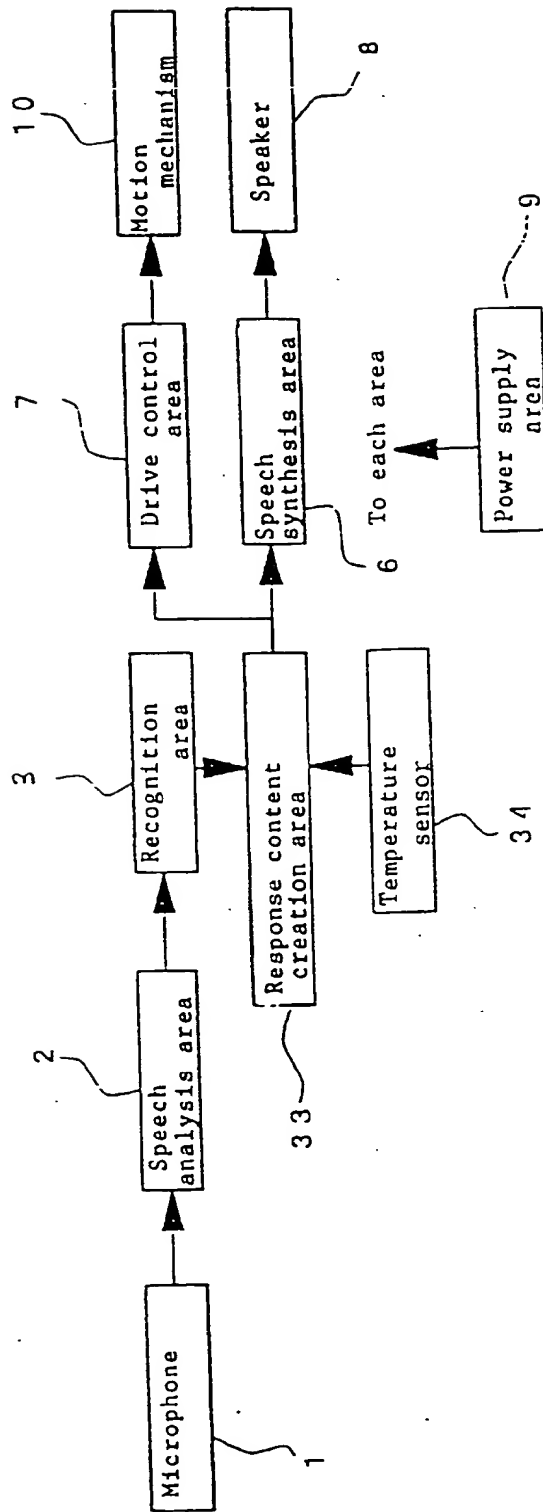 Microphone
1
Speech
analysis area
2
Recognition
area
3
Response content
creation area
33
Temperature
sensor
34
Drive control
area
7
Motion
mechanism
10
Speech
synthesis area
6
Speaker
8
To each area
Power supply
area
9